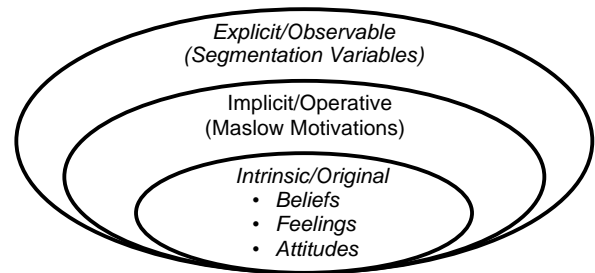 Explicit/Observable
(Segmentation Variables)
Implicit/Operative
(Maslow Motivations)
Intrinsic/Original
• Beliefs
• Feelings
• Attitudes